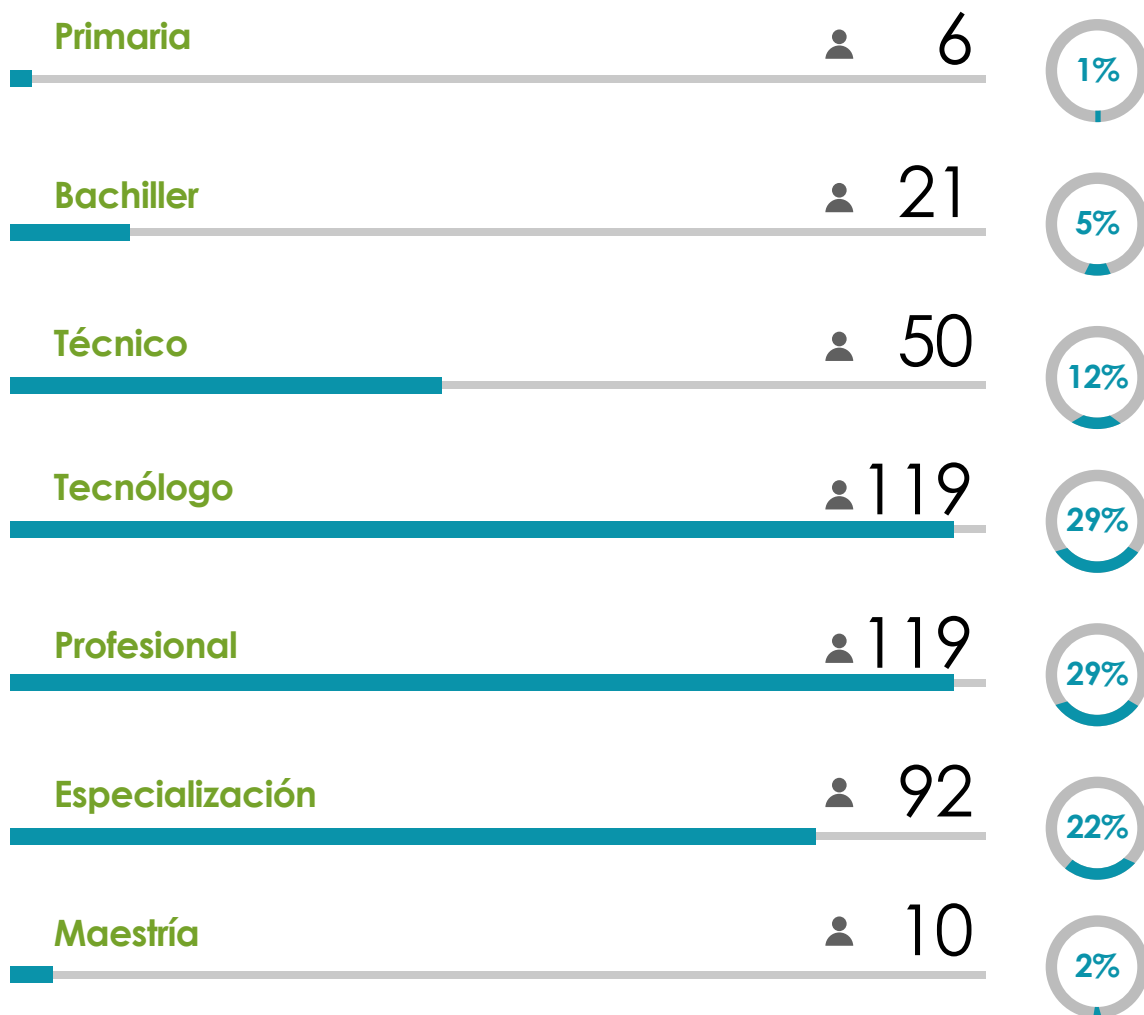 Primaria 6 1%
Bachiller 21 5%
Técnico 50 12%
Tecnólogo 119 29%
Profesional 119 29%
Especialización 92 22%
Maestría 10 2%